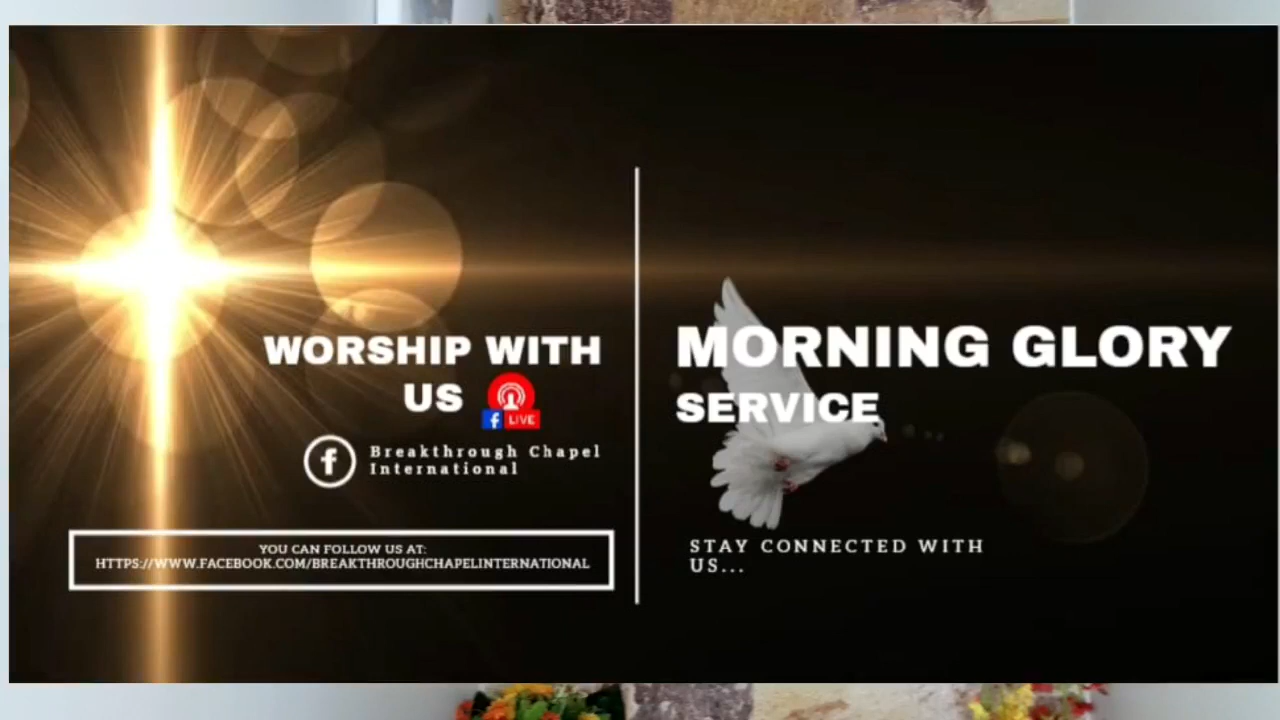 WORSHIP WITH
US
f LIVE
f
Breakthrough Chapel
International
YOU CAN FOLLOW US AT:
HTTPS://WWW.FACEBOOK.COM/BREAKTHROUGHCHAPELINTERNATIONAL
MORNING GLORY
SERVICE
STAY CONNECTED WITH
US...